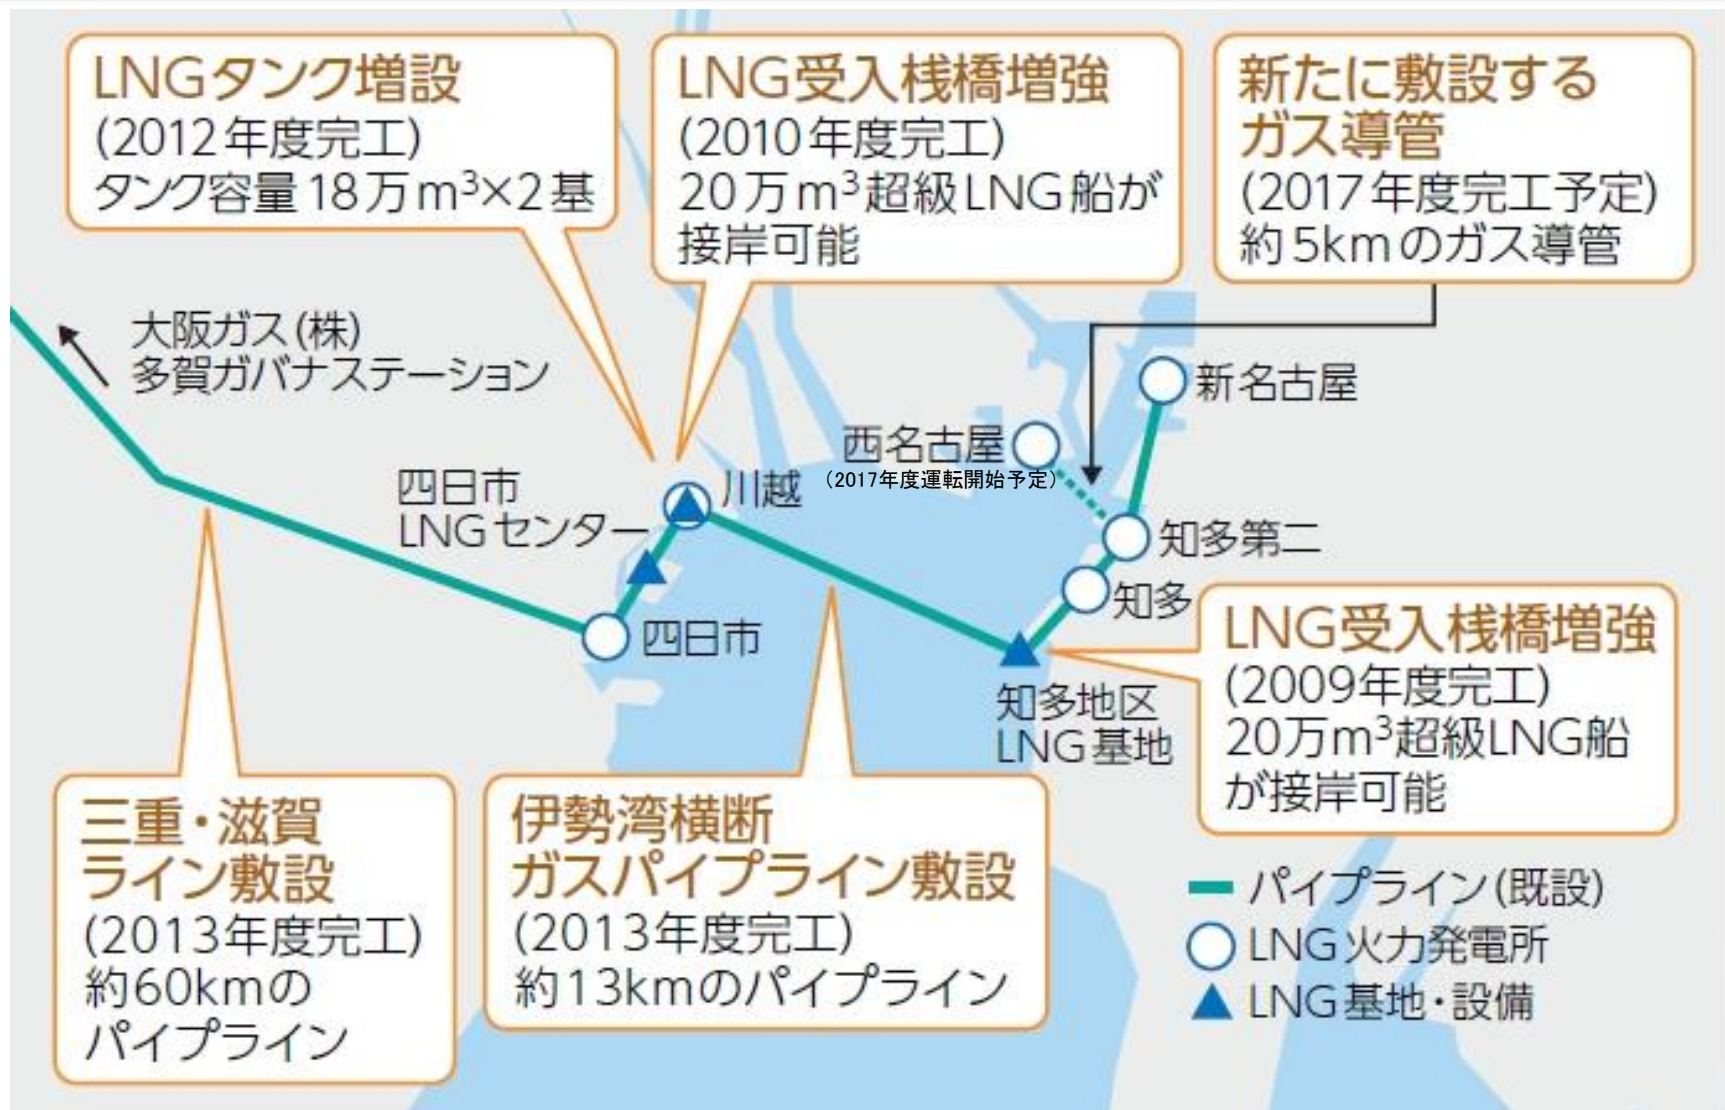 LNGタンク増設
(2012年度完工)
タンク容量18万m³×2基
LNG受入桟橋増強
(2010年度完工)
20万m³超級LNG船が
接岸可能
新たに敷設する
ガス導管
(2017年度完工予定)
約5kmのガス導管
大阪ガス(株)
多賀ガバナステーション
新名古屋
西名古屋
(2017年度運転開始予定)
四日市
LNGセンター
川越
知多第二
知多
四日市
知多地区
LNG基地
LNG受入桟橋増強
(2009年度完工)
20万m³超級LNG船
が接岸可能
三重・滋賀
ライン敷設
(2013年度完工)
約60kmの
パイプライン
伊勢湾横断
ガスパイプライン敷設
(2013年度完工)
約13kmのパイプライン
パイプライン(既設)
LNG火力発電所
LNG基地・設備